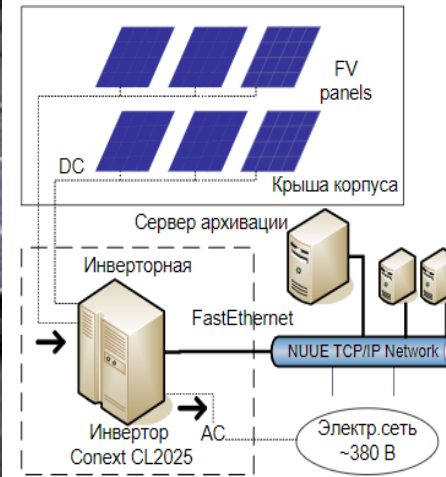 FV
panels
DC
Крыша корпуса
Сервер архивации
Инверторная
FastEthernet
NUUE TCP/IP Network (
Инвертор
Conext CL2025
AC
Электр.сеть
~380 В